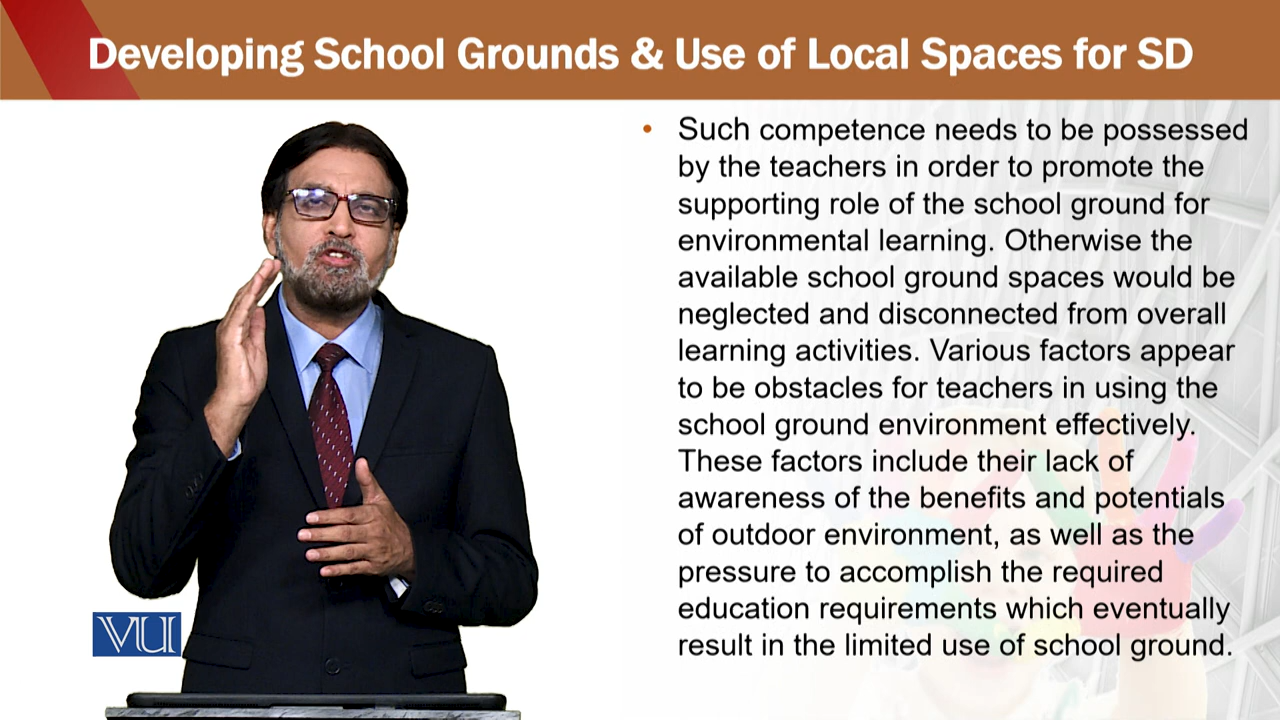 Developing School Grounds & Use of Local Spaces for SD
• Such competence needs to be possessed
by the teachers in order to promote the
supporting role of the school ground for
environmental learning. Otherwise the
available school ground spaces would be
neglected and disconnected from overall
learning activities. Various factors appear
to be obstacles for teachers in using the
school ground environment effectively.
These factors include their lack of
awareness of the benefits and potentials
of outdoor environment, as well as the
pressure to accomplish the required
education requirements which eventually
result in the limited use of school ground.
VU